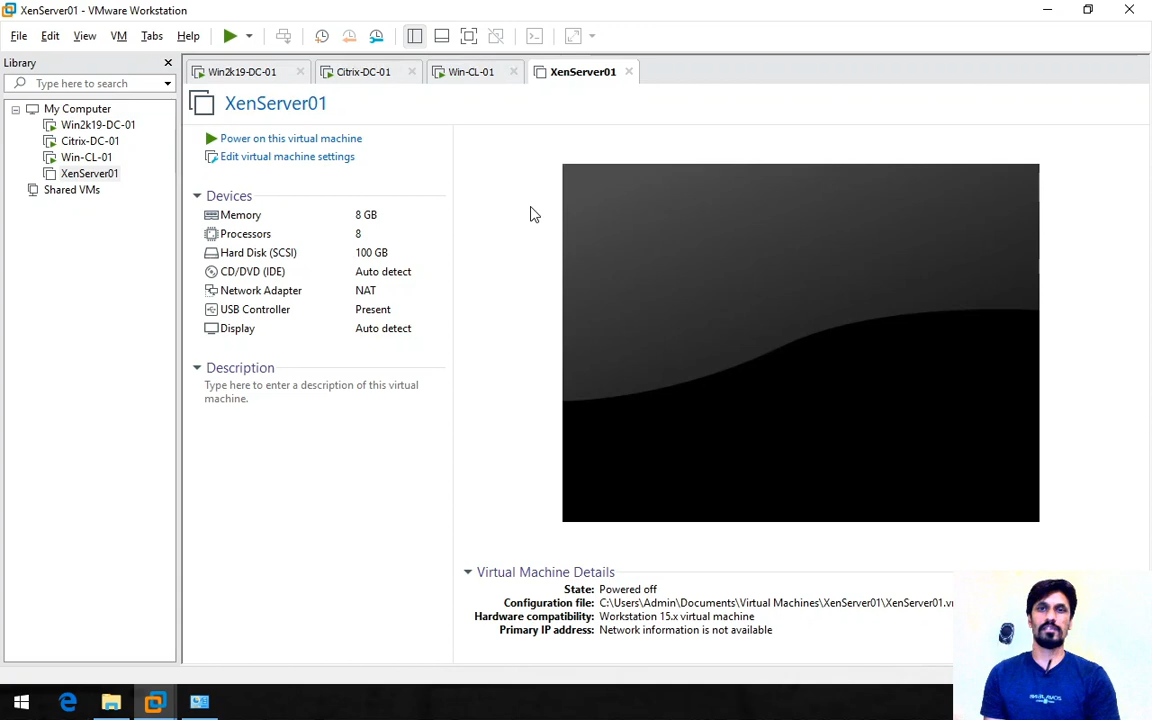 XenServer01 - VMware Workstation
File Edit View VM Tabs Help
Library
Type here to search
My Computer
Win2k19-DC-01
Citrix-DC-01
Win-CL-01
XenServer01
Shared VMs
Win2k19-DC-01 Citrix-DC-01 Win-CL-01 XenServer01
XenServer01
Power on this virtual machine
Edit virtual machine settings
Devices
Memory 8 GB
Processors 8
Hard Disk (SCSI) 100 GB
CD/DVD (IDE) Auto detect
Network Adapter NAT
USB Controller Present
Display Auto detect
Description
Type here to enter a description of this virtual
machine.
Virtual Machine Details
State: Powered off
Configuration file: C:\Users\Admin\Documents\Virtual Machines\XenServer01\XenServer01.vm
Hardware compatibility: Workstation 15.x virtual machine
Primary IP address: Network information is not available